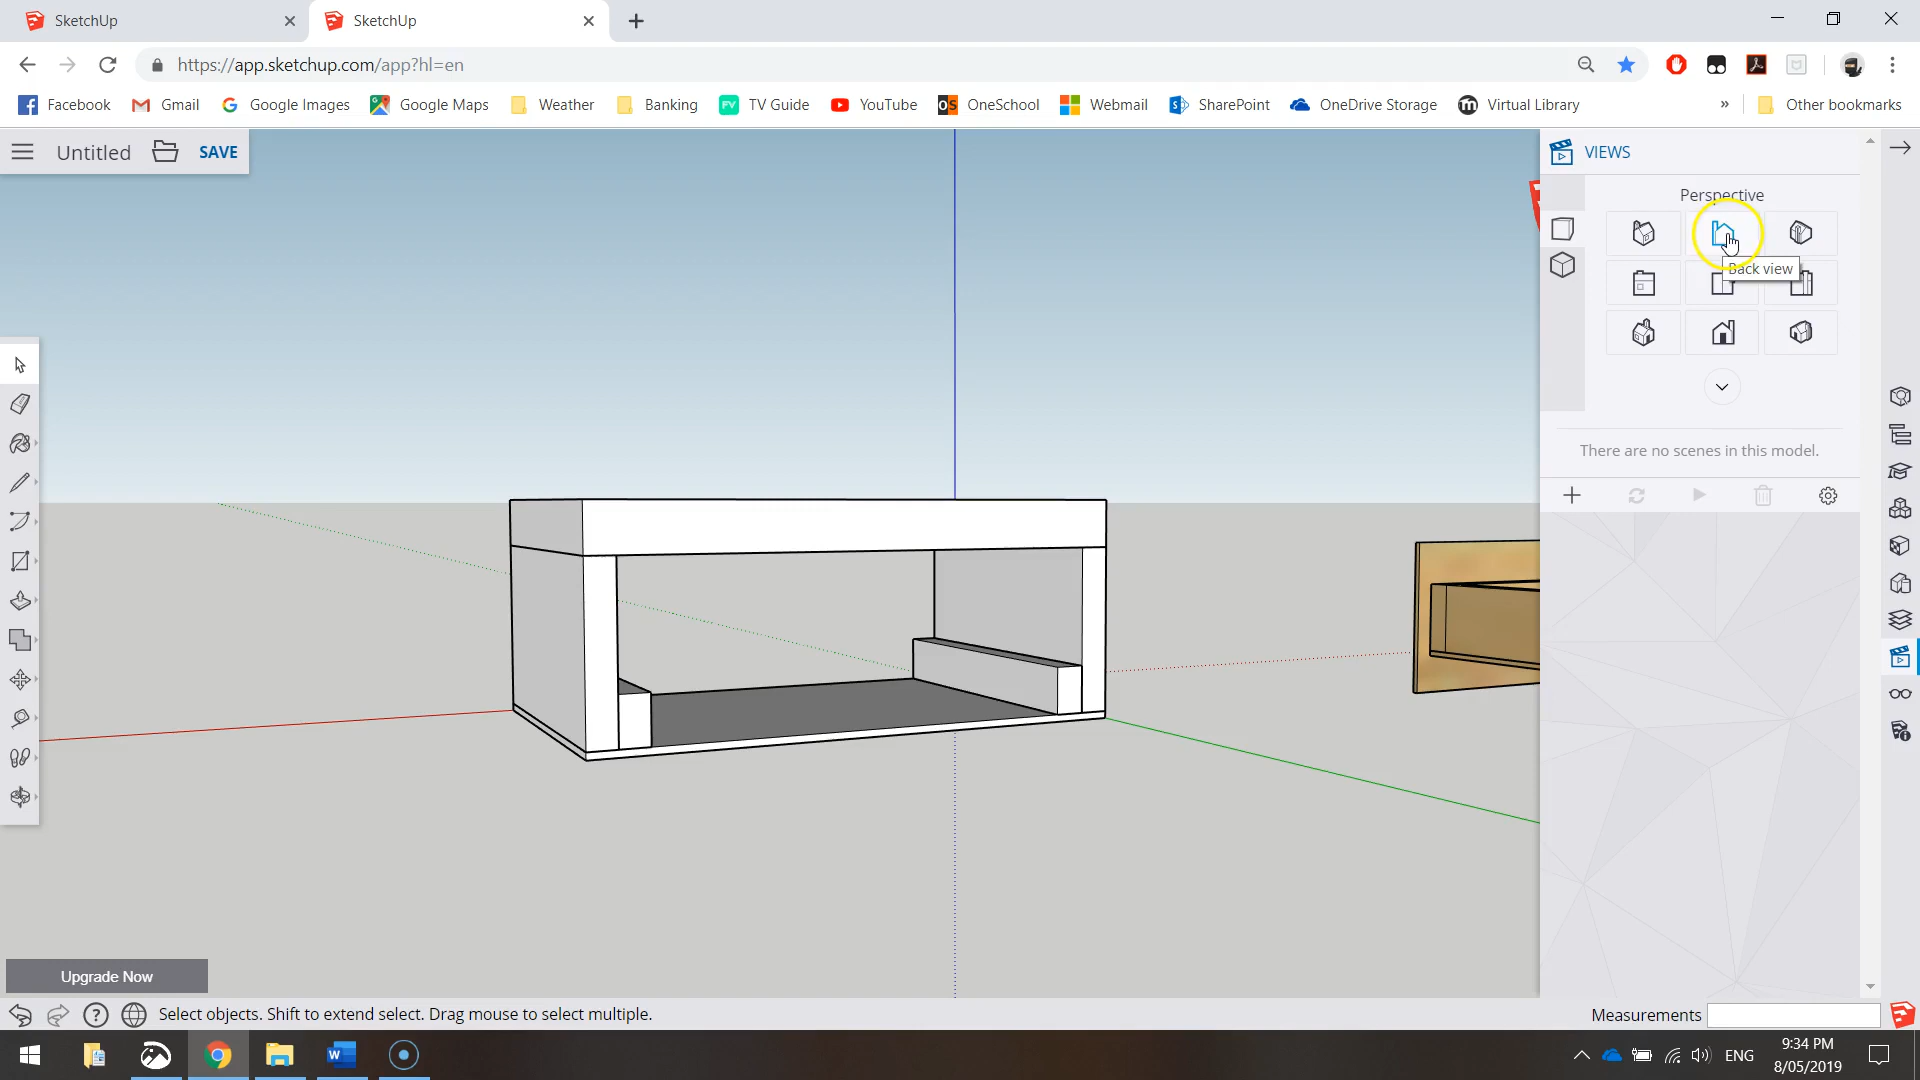 SketchUp
SketchUp
https://app.sketchup.com/app?hl=en
Facebook Gmail Google Images Google Maps Weather Banking TV Guide YouTube OneSchool Webmail SharePoint OneDrive Storage Virtual Library » Other bookmarks
Untitled SAVE
VIEWS
Perspective
Back view
There are no scenes in this model.
Upgrade Now
Select objects. Shift to extend select. Drag mouse to select multiple.
Measurements
ENG
9:34 PM
8/05/2019